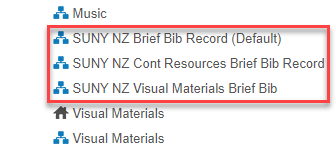 Music
SUNY NZ Brief Bib Record (Default)
SUNY NZ Cont Resources Brief Bib Record
SUNY NZ Visual Materials Brief Bib
Visual Materials
Visual Materials